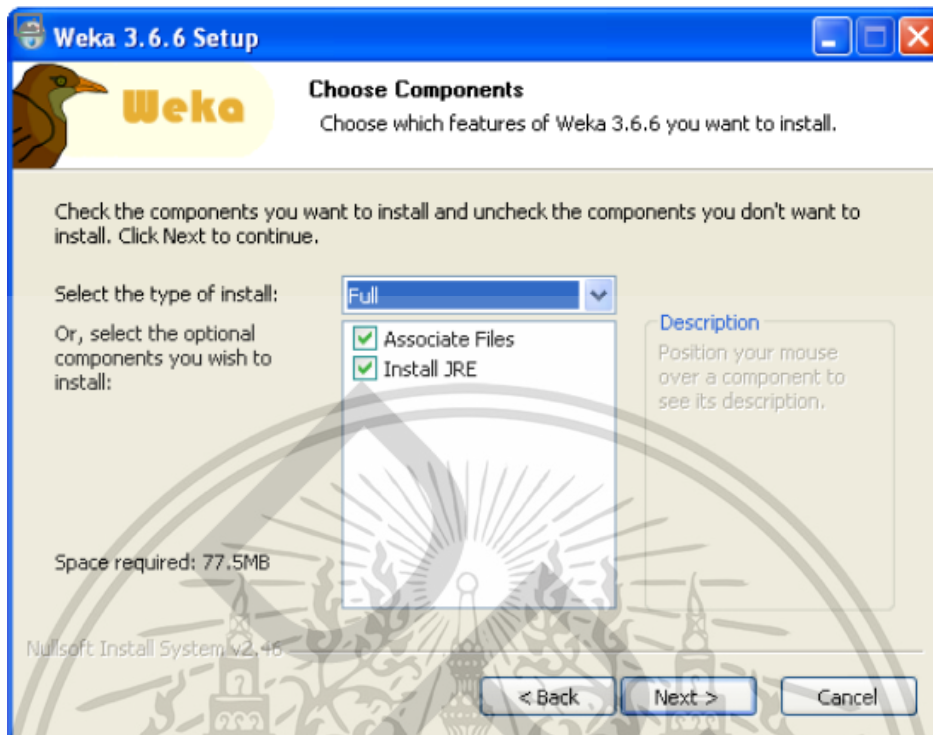 Weka 3.6.6 Setup
Weka
Choose Components
Choose which features of Weka 3.6.6 you want to install.
Check the components you want to install and uncheck the components you don't want to
install. Click Next to continue.
Select the type of install:
Full
Or, select the optional
components you wish to
install:
Associate Files
Install JRE
Description
Position your mouse
over a component to
see its description.
Space required: 77.5MB
Nullsoft Install System v2.46
< Back
Next >
Cancel